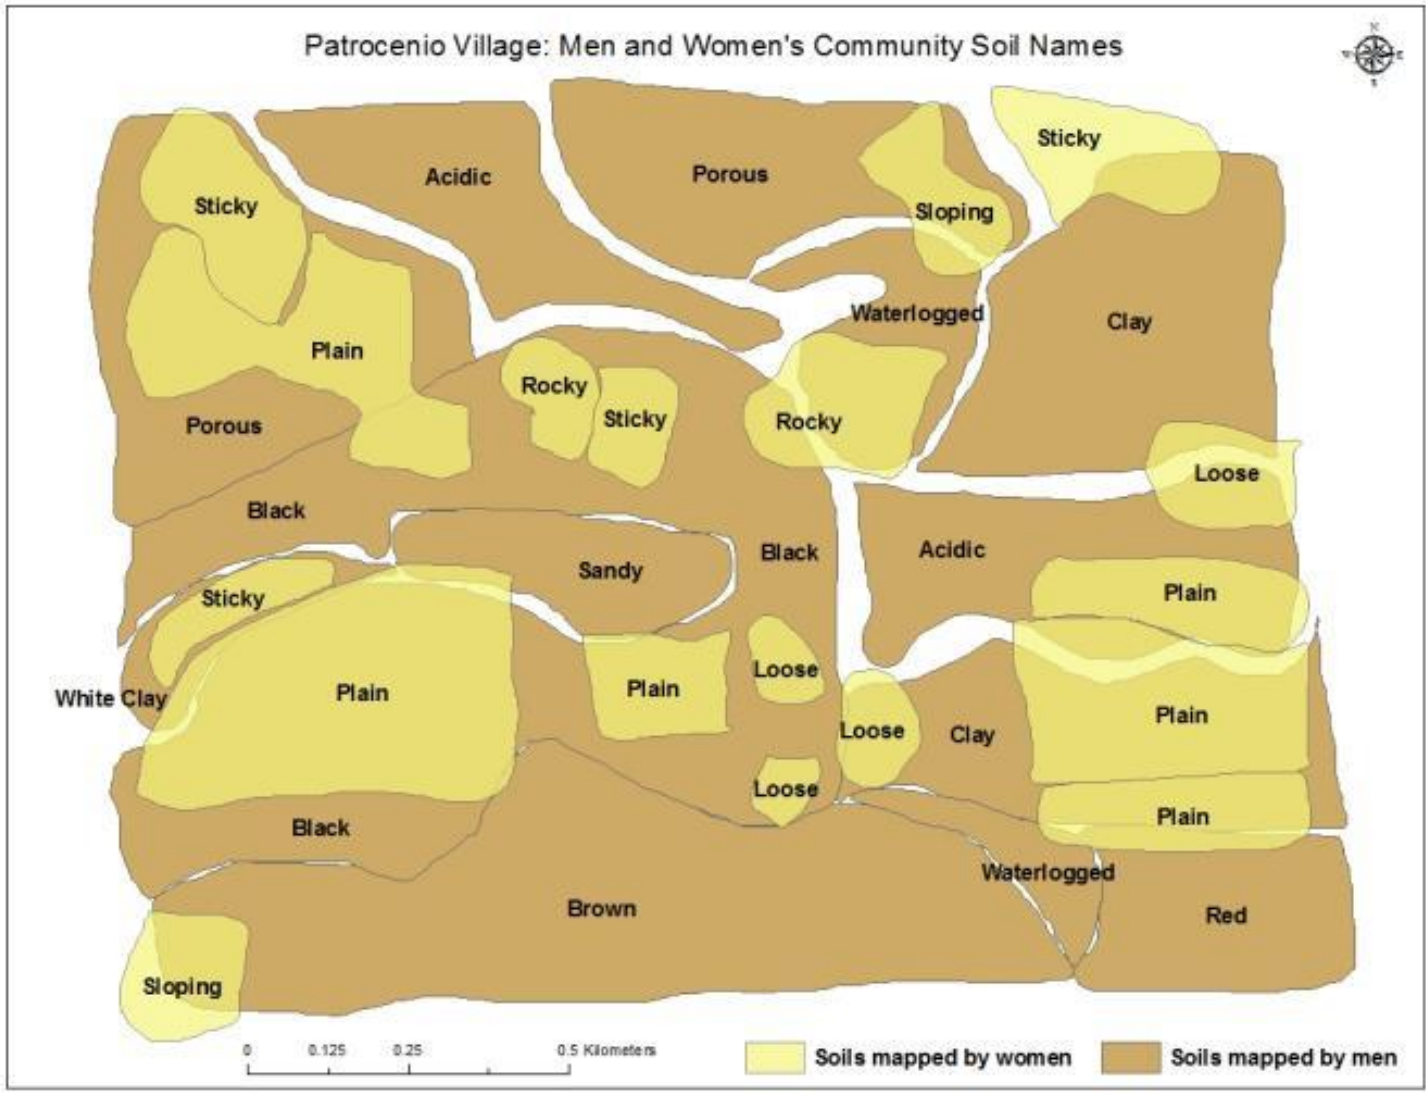 Patrocenio Village: Men and Women's Community Soil Names
N
W E
S
Sticky
Acidic
Porous
Sticky
Sloping
Waterlogged
Clay
Plain
Rocky
Sticky
Rocky
Porous
Loose
Black
Black
Acidic
Sandy
Sticky
Plain
Loose
White Clay
Plain
Plain
Plain
Loose
Clay
Loose
Plain
Black
Waterlogged
Brown
Red
Sloping
0 0.125 0.25 0.5 Kilometers
Soils mapped by women
Soils mapped by men